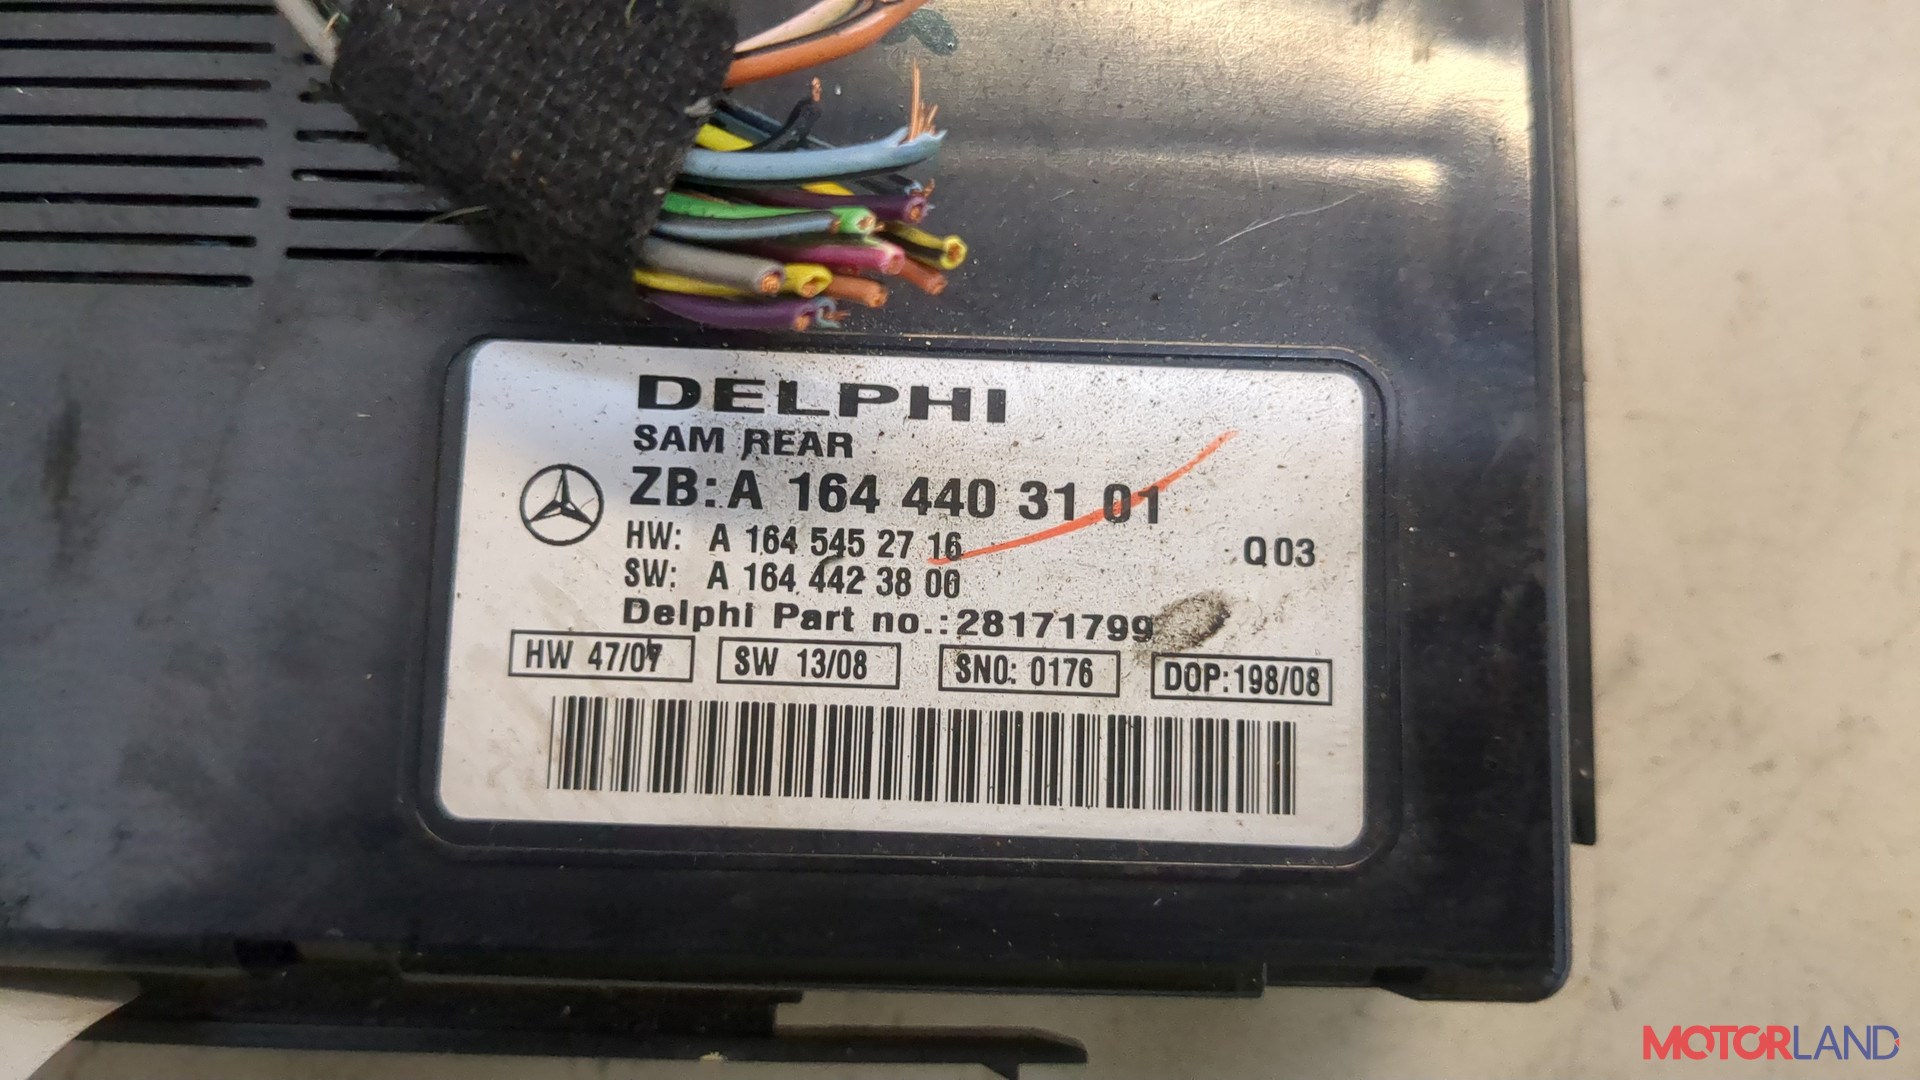 DELPHI
SAM REAR
ZB: A 164 440 31 01
HW: A 164 545 27 16
Q03
SW: A 164 442 38 00
Delphi Part no.: 28171799
HW 47/07 SW 13/08 SNO: 0176 DOP: 198/08
MOTORLAND